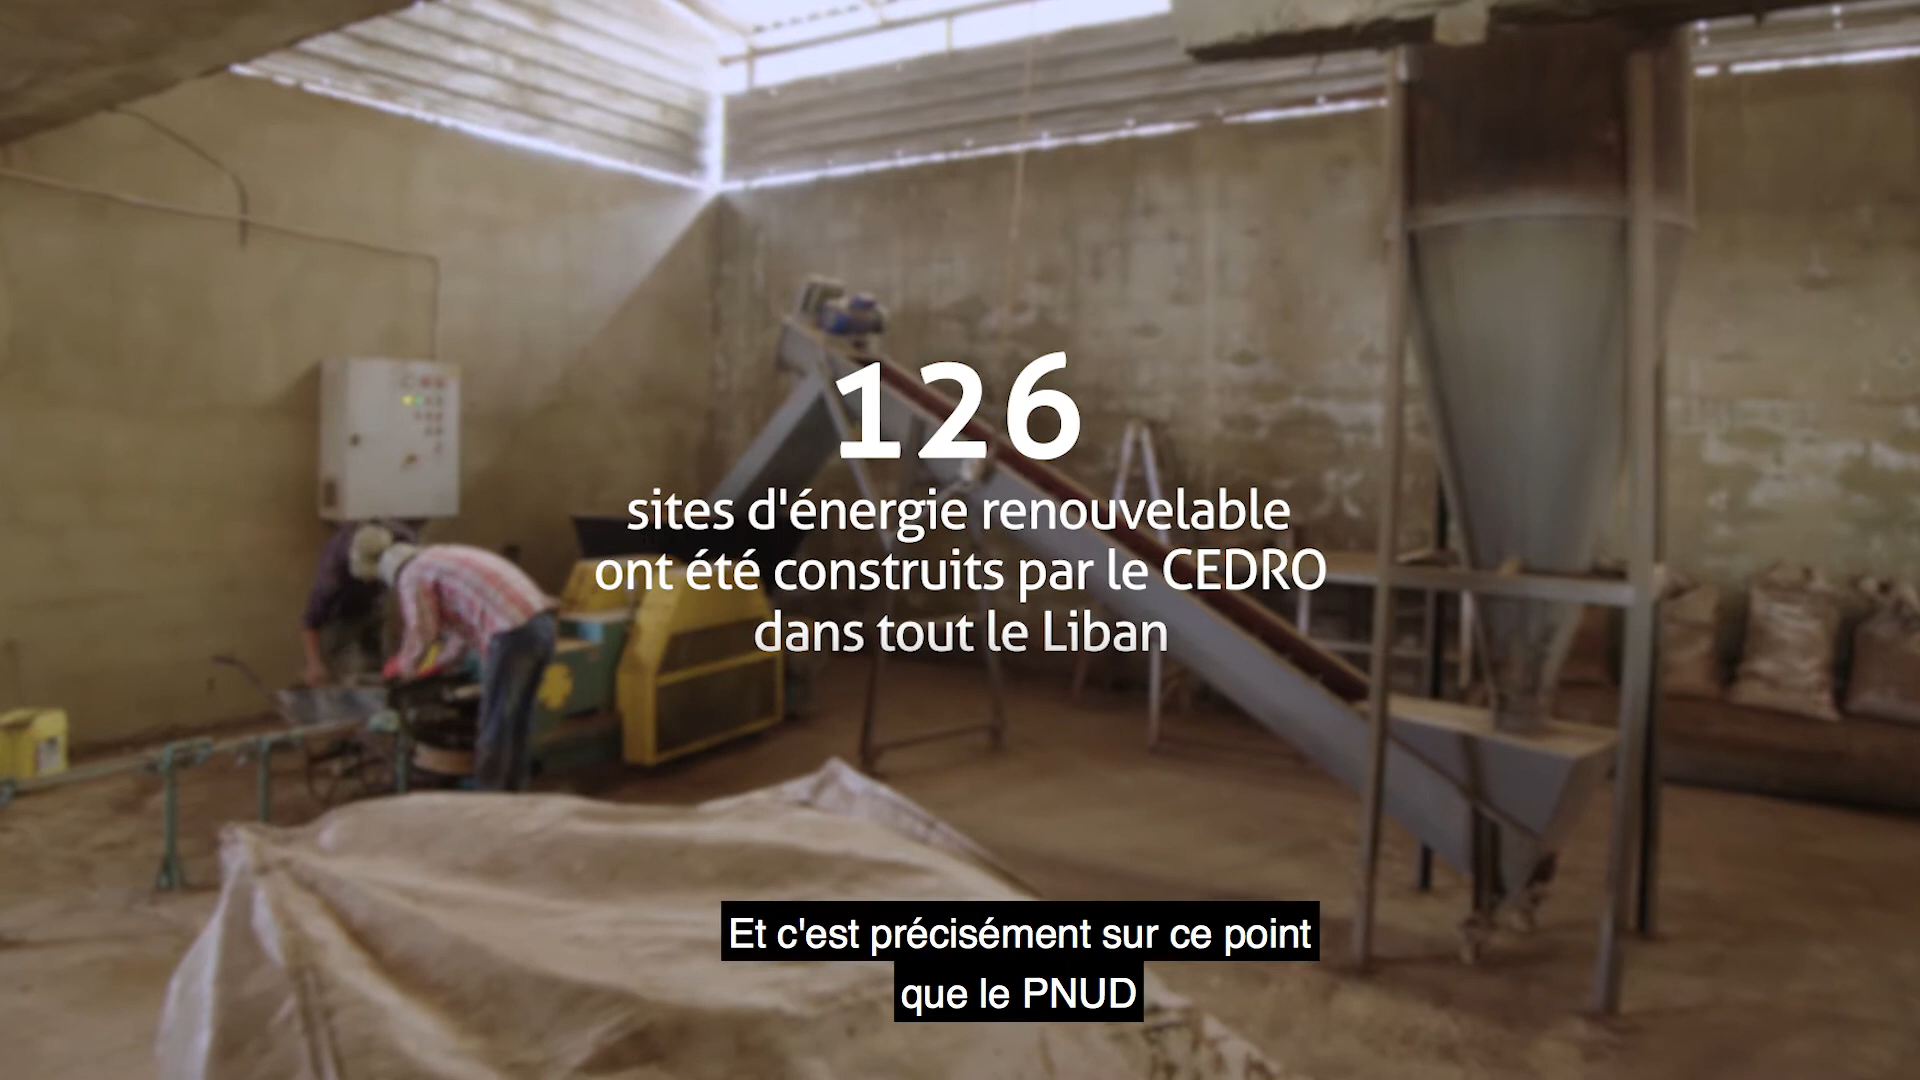 126
sites d'énergie renouvelable
ont été construits par le CEDRO
dans tout le Liban
Et c'est précisément sur ce point
que le PNUD